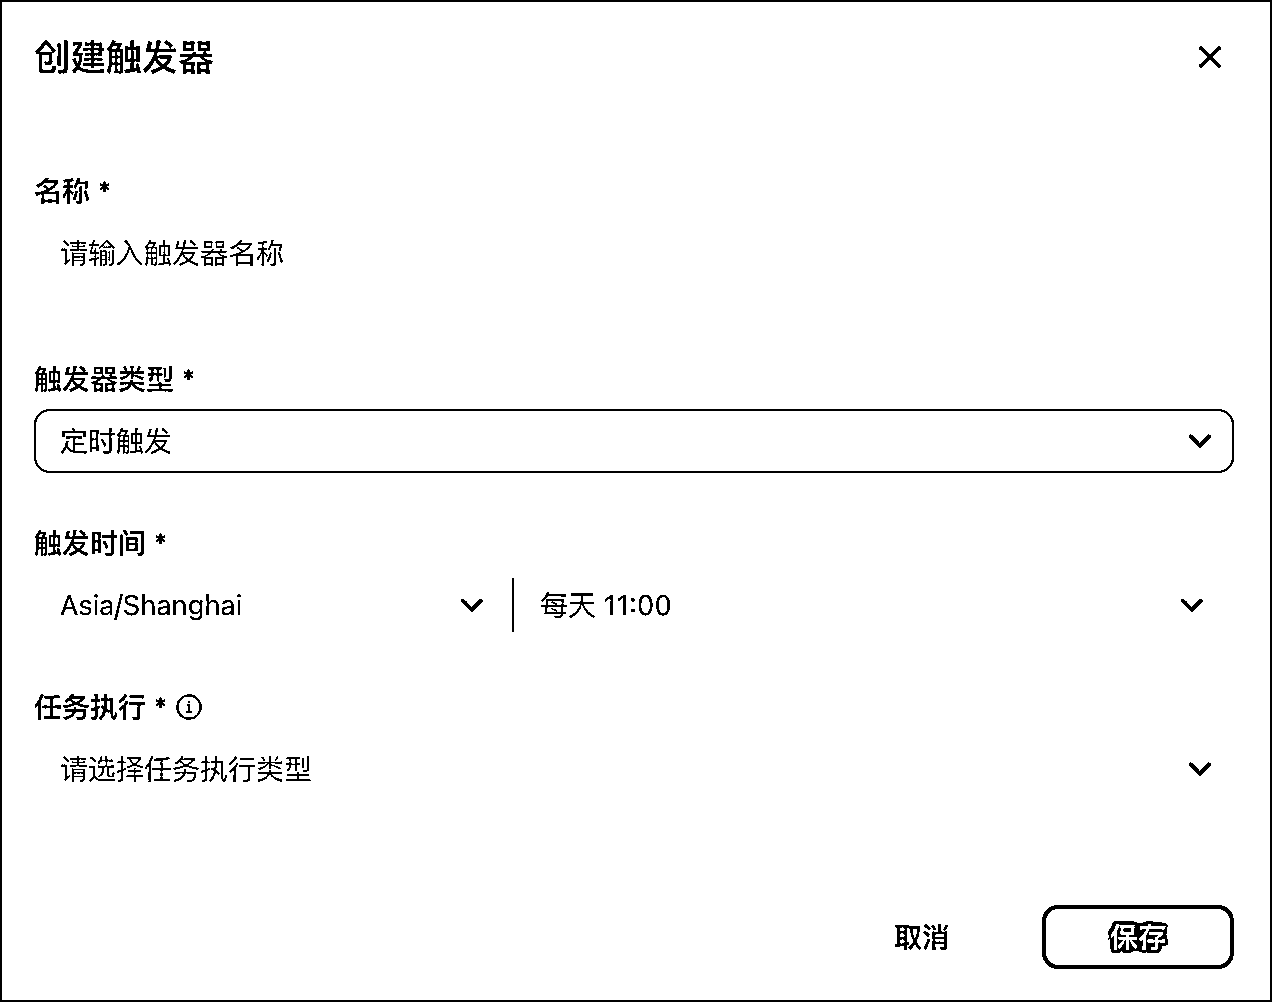 创建触发器
名称 *
请输入触发器名称
触发器类型 *
定时触发
触发时间 *
Asia/Shanghai 每天 11:00
任务执行 *
请选择任务执行类型
取消 保存